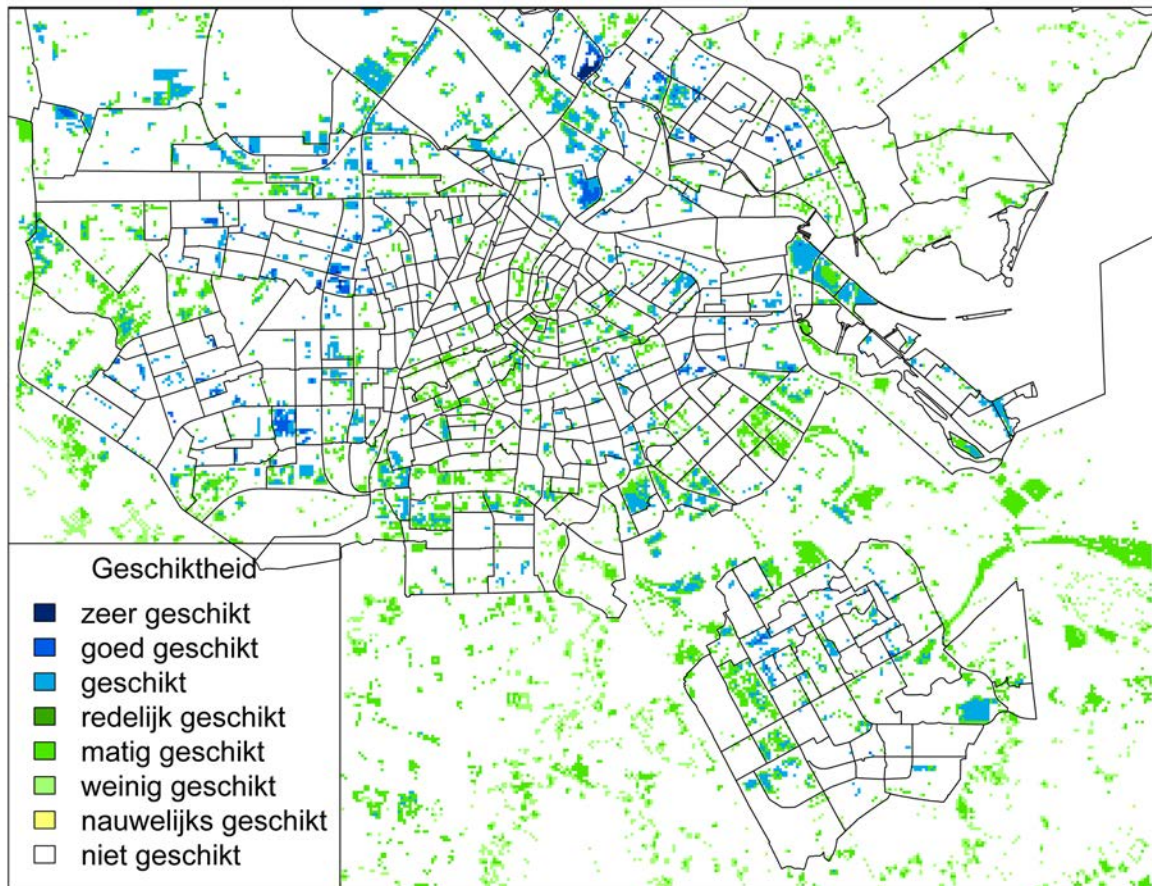 Geschiktheid
zeer geschikt
goed geschikt
geschikt
redelijk geschikt
matig geschikt
weinig geschikt
nauwelijks geschikt
niet geschikt